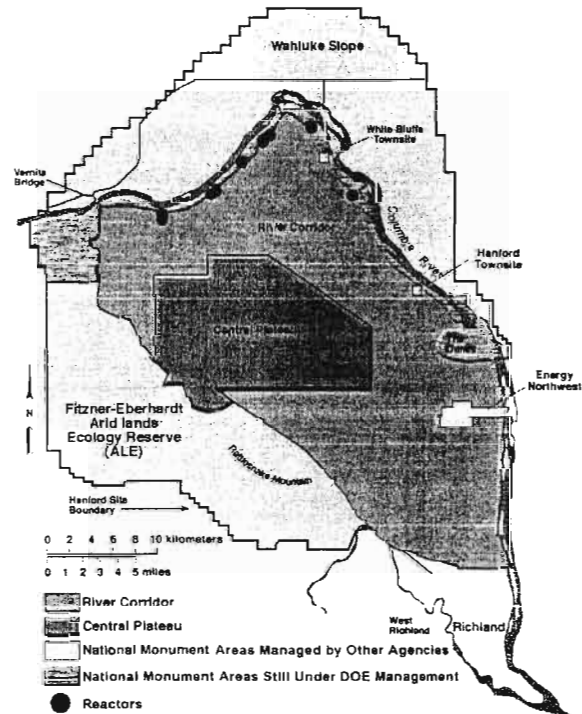 Wahluke Slope
White Bluffs
Townsite
Vernita
Bridge
River Corridor
Columbia
River
Hanford
Townsite
Central Plateau
The
Dunes
Energy
Northwest
N
Fitzner-Eberhardt
Arid lands
Ecology Reserve
(ALE)
Rattlesnake Mountain
Hanford Site
Boundary
0 2 4 6 8 10 kilometers
0 1 2 3 4 5 miles
West
Richland
Richland
River Corridor
Central Plateau
National Monument Areas Managed by Other Agencies
National Monument Areas Still Under DOE Management
Reactors